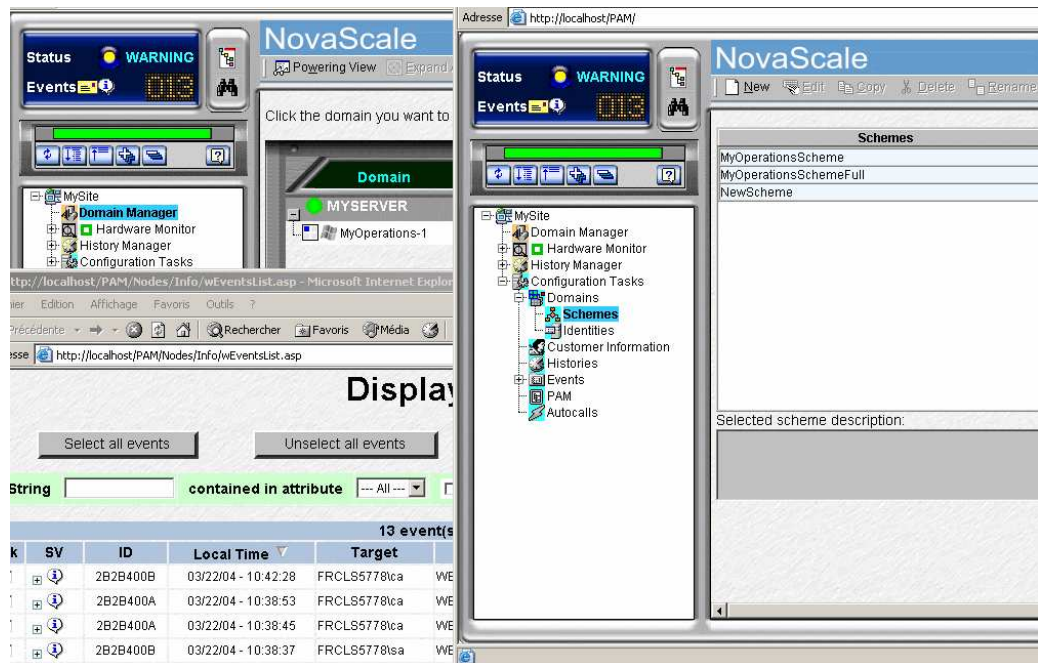 Status WARNING
Events 013
NovaScale
Powering View Expand
Click the domain you want to
Domain
MYSERVER
MyOperations-1
MySite
Domain Manager
Hardware Monitor
History Manager
Configuration Tasks
ttp://localhost/PAM/Nodes/Info/wEventsList.asp - Microsoft Internet Explor
hier Edition Affichage Favoris Outils ?
Précédente Rechercher Favoris Média
esse http://localhost/PAM/Nodes/Info/wEventsList.asp
Display
Select all events Unselect all events
String contained in attribute --- All ---
13 event(s
k SV ID Local Time Target
2B2B400B 03/22/04 - 10:42:28 FRCLS5778\ca WE
2B2B400A 03/22/04 - 10:38:53 FRCLS5778\ca WE
2B2B400A 03/22/04 - 10:38:45 FRCLS5778\ca WE
2B2B400B 03/22/04 - 10:38:37 FRCLS5778\sa WE
Adresse http://localhost/PAM/
Status WARNING
Events 013
NovaScale
New Edit Copy Delete Rename
Schemes
MyOperationsScheme
MyOperationsSchemeFull
NewScheme
MySite
Domain Manager
Hardware Monitor
History Manager
Configuration Tasks
Domains
Schemes
Identities
Customer Information
Histories
Events
PAM
Autocalls
Selected scheme description: